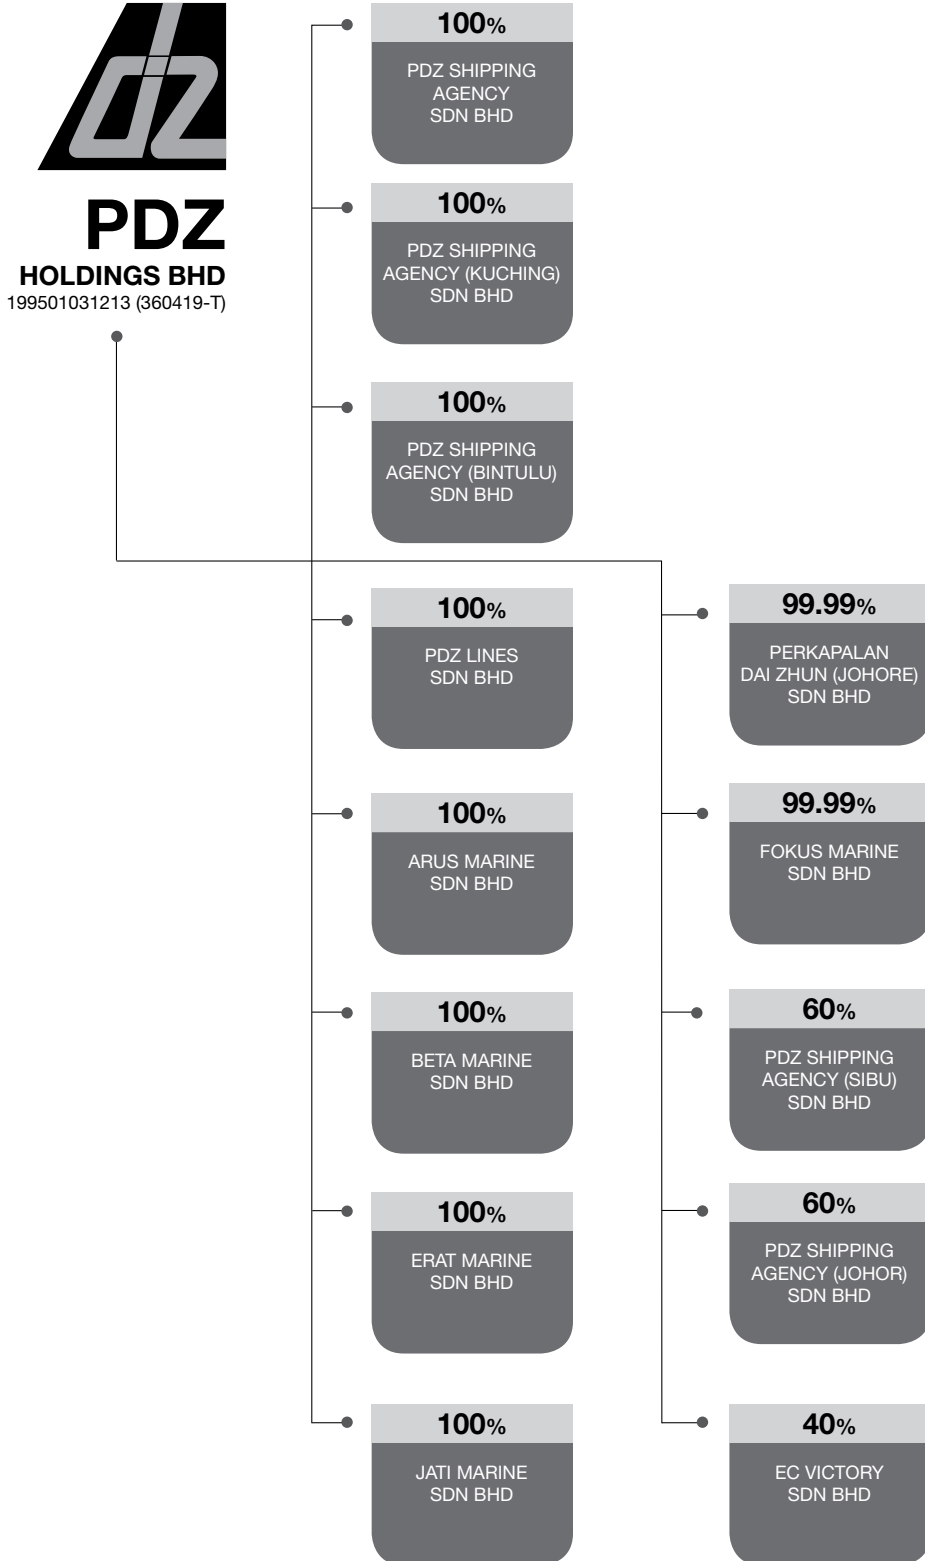 dz
PDZ
HOLDINGS BHD
199501031213 (360419-T)
100%
PDZ SHIPPING
AGENCY
SDN BHD
100%
PDZ SHIPPING
AGENCY (KUCHING)
SDN BHD
100%
PDZ SHIPPING
AGENCY (BINTULU)
SDN BHD
100%
PDZ LINES
SDN BHD
100%
ARUS MARINE
SDN BHD
100%
BETA MARINE
SDN BHD
100%
ERAT MARINE
SDN BHD
100%
JATI MARINE
SDN BHD
99.99%
PERKAPALAN
DAI ZHUN (JOHORE)
SDN BHD
99.99%
FOKUS MARINE
SDN BHD
60%
PDZ SHIPPING
AGENCY (SIBU)
SDN BHD
60%
PDZ SHIPPING
AGENCY (JOHOR)
SDN BHD
40%
EC VICTORY
SDN BHD